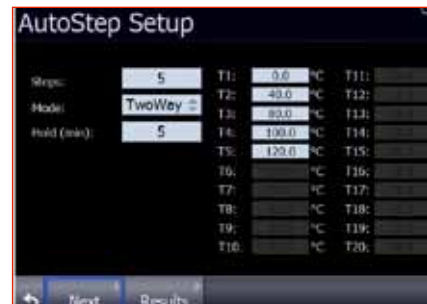 AutoStep Setup
Steps: 5 T1: 0.0 °C T11:
Mode: TwoWay T2: 40.0 °C T12:
T3: 80.0 °C T13:
Hold (min): 5 T4: 100.0 °C T14:
T5: 120.0 °C T15:
T6: °C T16:
T7: °C T17:
T8: °C T18:
T9: °C T19:
T10: °C T20:
Next Results